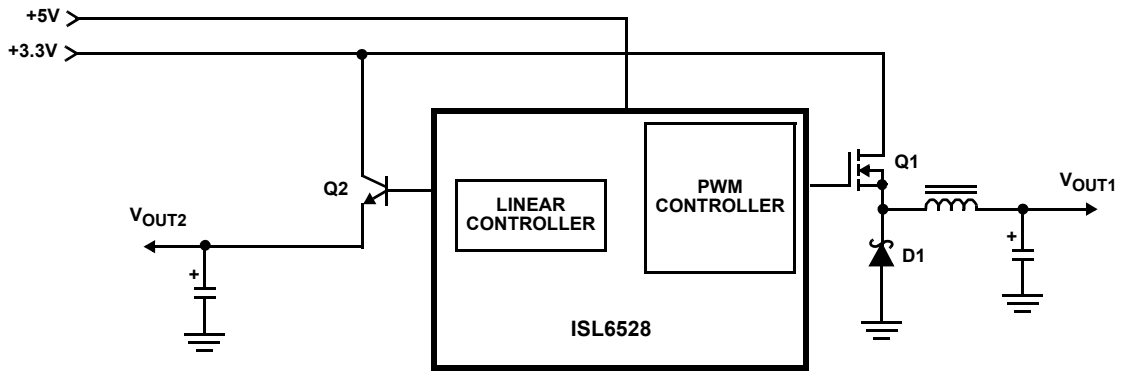 +5V
+3.3V
Q2
VOUT2
+
LINEAR
CONTROLLER
PWM
CONTROLLER
ISL6528
Q1
D1
VOUT1
+